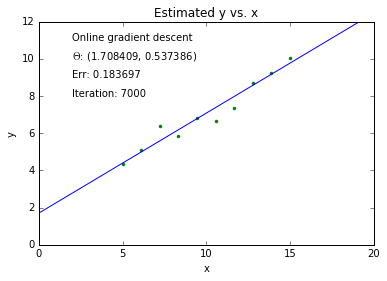 Estimated y vs. x
12
10
8
6
4
2
0
y
Online gradient descent
Θ: (1.708409, 0.537386)
Err: 0.183697
Iteration: 7000
0 5 10 15 20
x